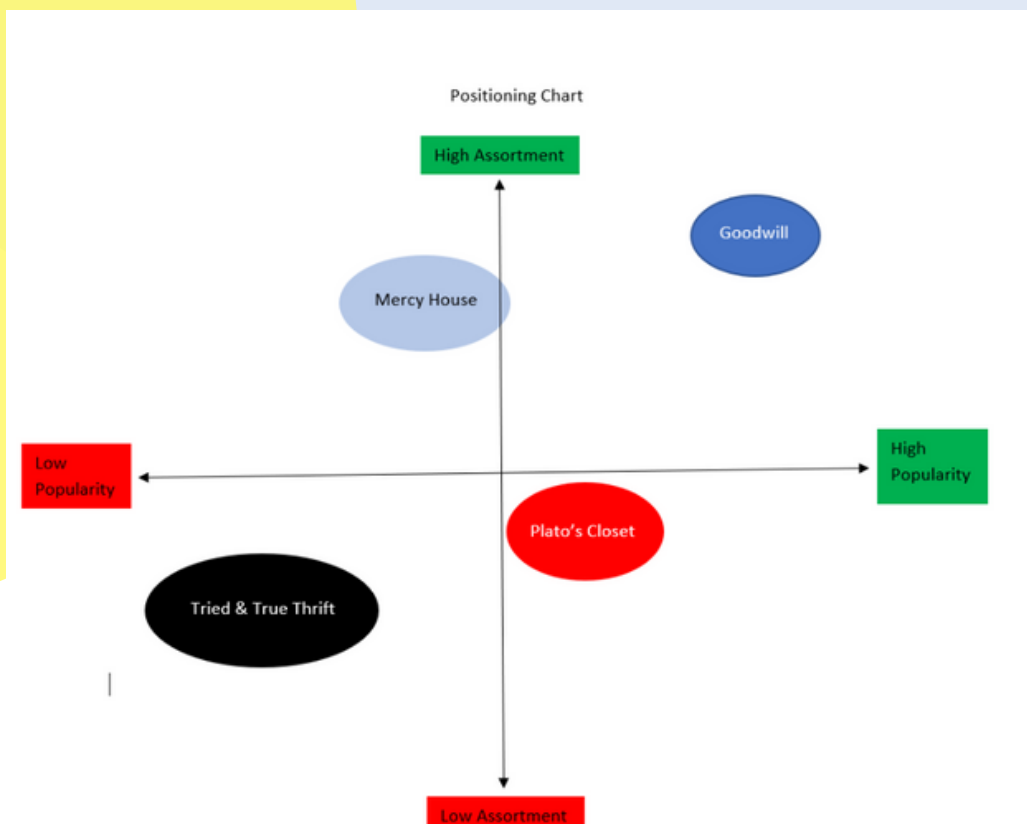 Positioning Chart
High Assortment
Goodwill
Mercy House
Low
Popularity
High
Popularity
Plato’s Closet
Tried & True Thrift
Low Assortment